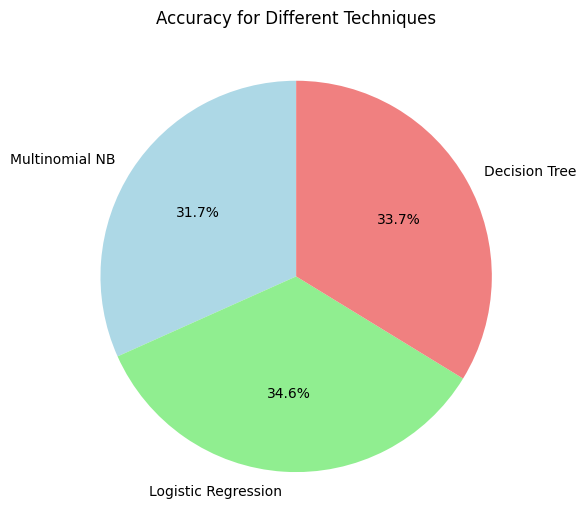 Accuracy for Different Techniques
Multinomial NB
Decision Tree
31.7%
33.7%
34.6%
Logistic Regression